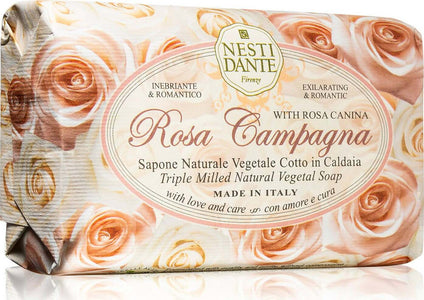 NESTI
DANTE
Firenze
INEBRIANTE
& ROMANTICO
EXILARATING
& ROMANTIC
WITH ROSA CANINA
Rosa Campagna
Sapone Naturale Vegetale Cotto in Caldaia
Triple Milled Natural Vegetal Soap
MADE IN ITALY
with love and care con amore e cura